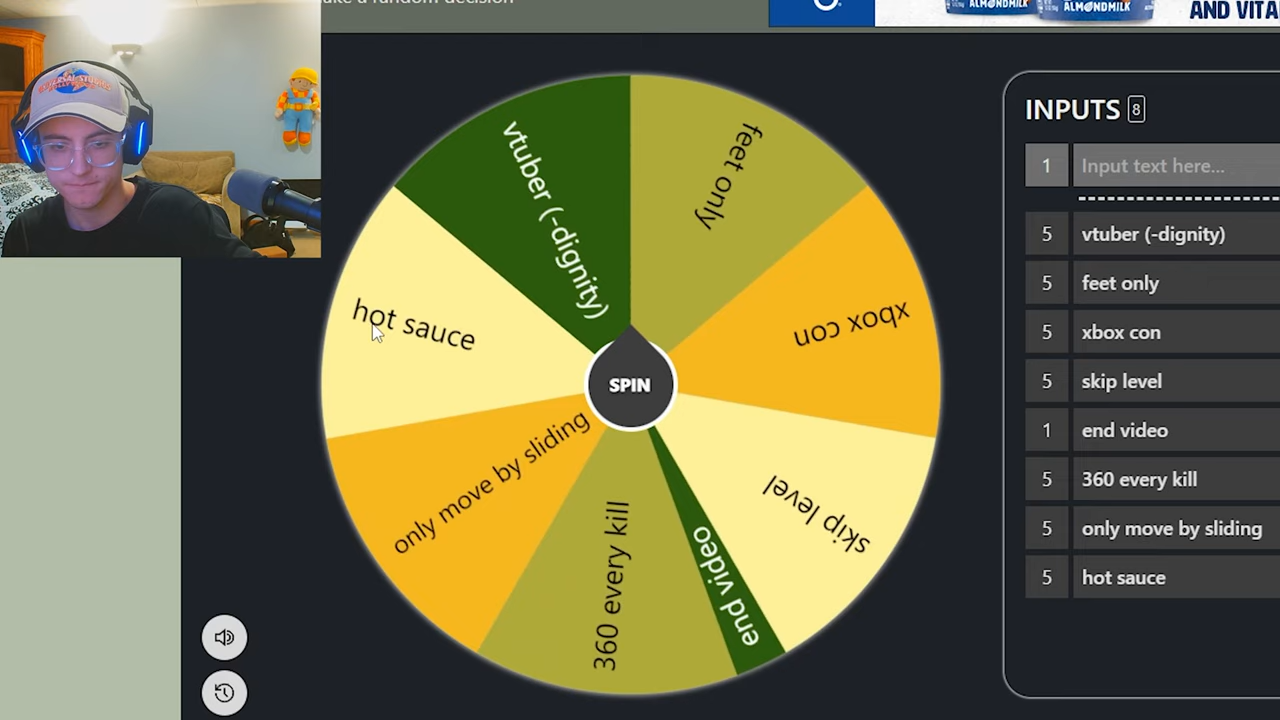 ake a random decision
ALMONDMILK
ALMONDMILK
AND VITA
vtuber (-dignity)
feet only
xbox con
skip level
end video
360 every kill
only move by sliding
hot sauce
SPIN
INPUTS 8
1 Input text here...
5 vtuber (-dignity)
5 feet only
5 xbox con
5 skip level
1 end video
5 360 every kill
5 only move by sliding
5 hot sauce